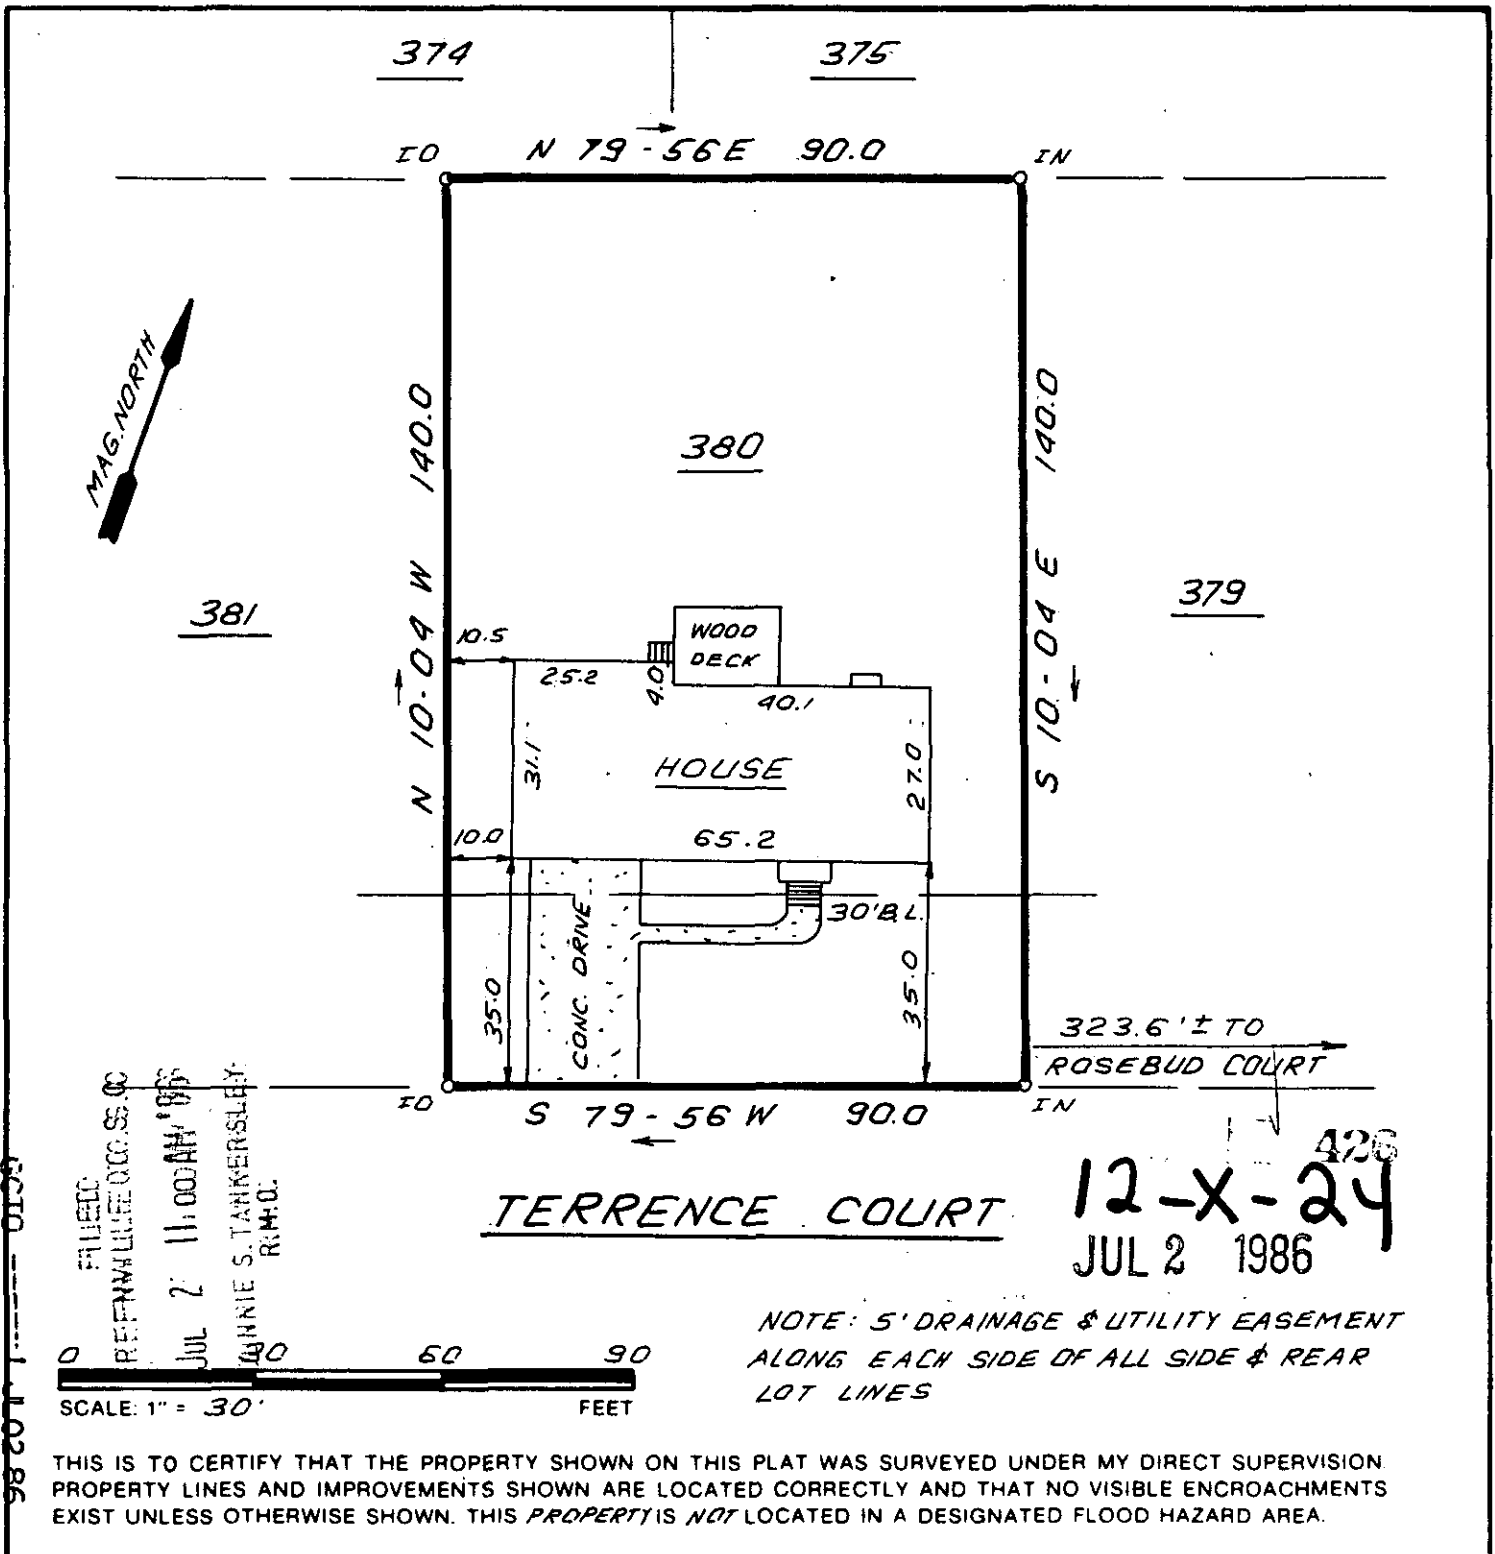 374
375
IO
N 79-56 E 90.0
IN
MAG. NORTH
N 10-04 W 140.0
S 10-04 E 140.0
380
381
379
WOOD
DECK
10.5
25.2
4.0
40.1
31.1
HOUSE
27.0
10.0
65.2
30' B.L.
CONC. DRIVE
35.0
35.0
323.6'± TO
ROSEBUD COURT
IO
S 79-56 W 90.0
IN
TERRENCE COURT
FILED
JUL 2 11:00 AM '86
S. TANKERSLEY
R.M.C.
426
12-X-24
JUL 2 1986
NOTE: 5' DRAINAGE & UTILITY EASEMENT
ALONG EACH SIDE OF ALL SIDE & REAR
LOT LINES
0 30 60 90
SCALE: 1" = 30' FEET
THIS IS TO CERTIFY THAT THE PROPERTY SHOWN ON THIS PLAT WAS SURVEYED UNDER MY DIRECT SUPERVISION.
PROPERTY LINES AND IMPROVEMENTS SHOWN ARE LOCATED CORRECTLY AND THAT NO VISIBLE ENCROACHMENTS
EXIST UNLESS OTHERWISE SHOWN. THIS PROPERTY IS NOT LOCATED IN A DESIGNATED FLOOD HAZARD AREA.